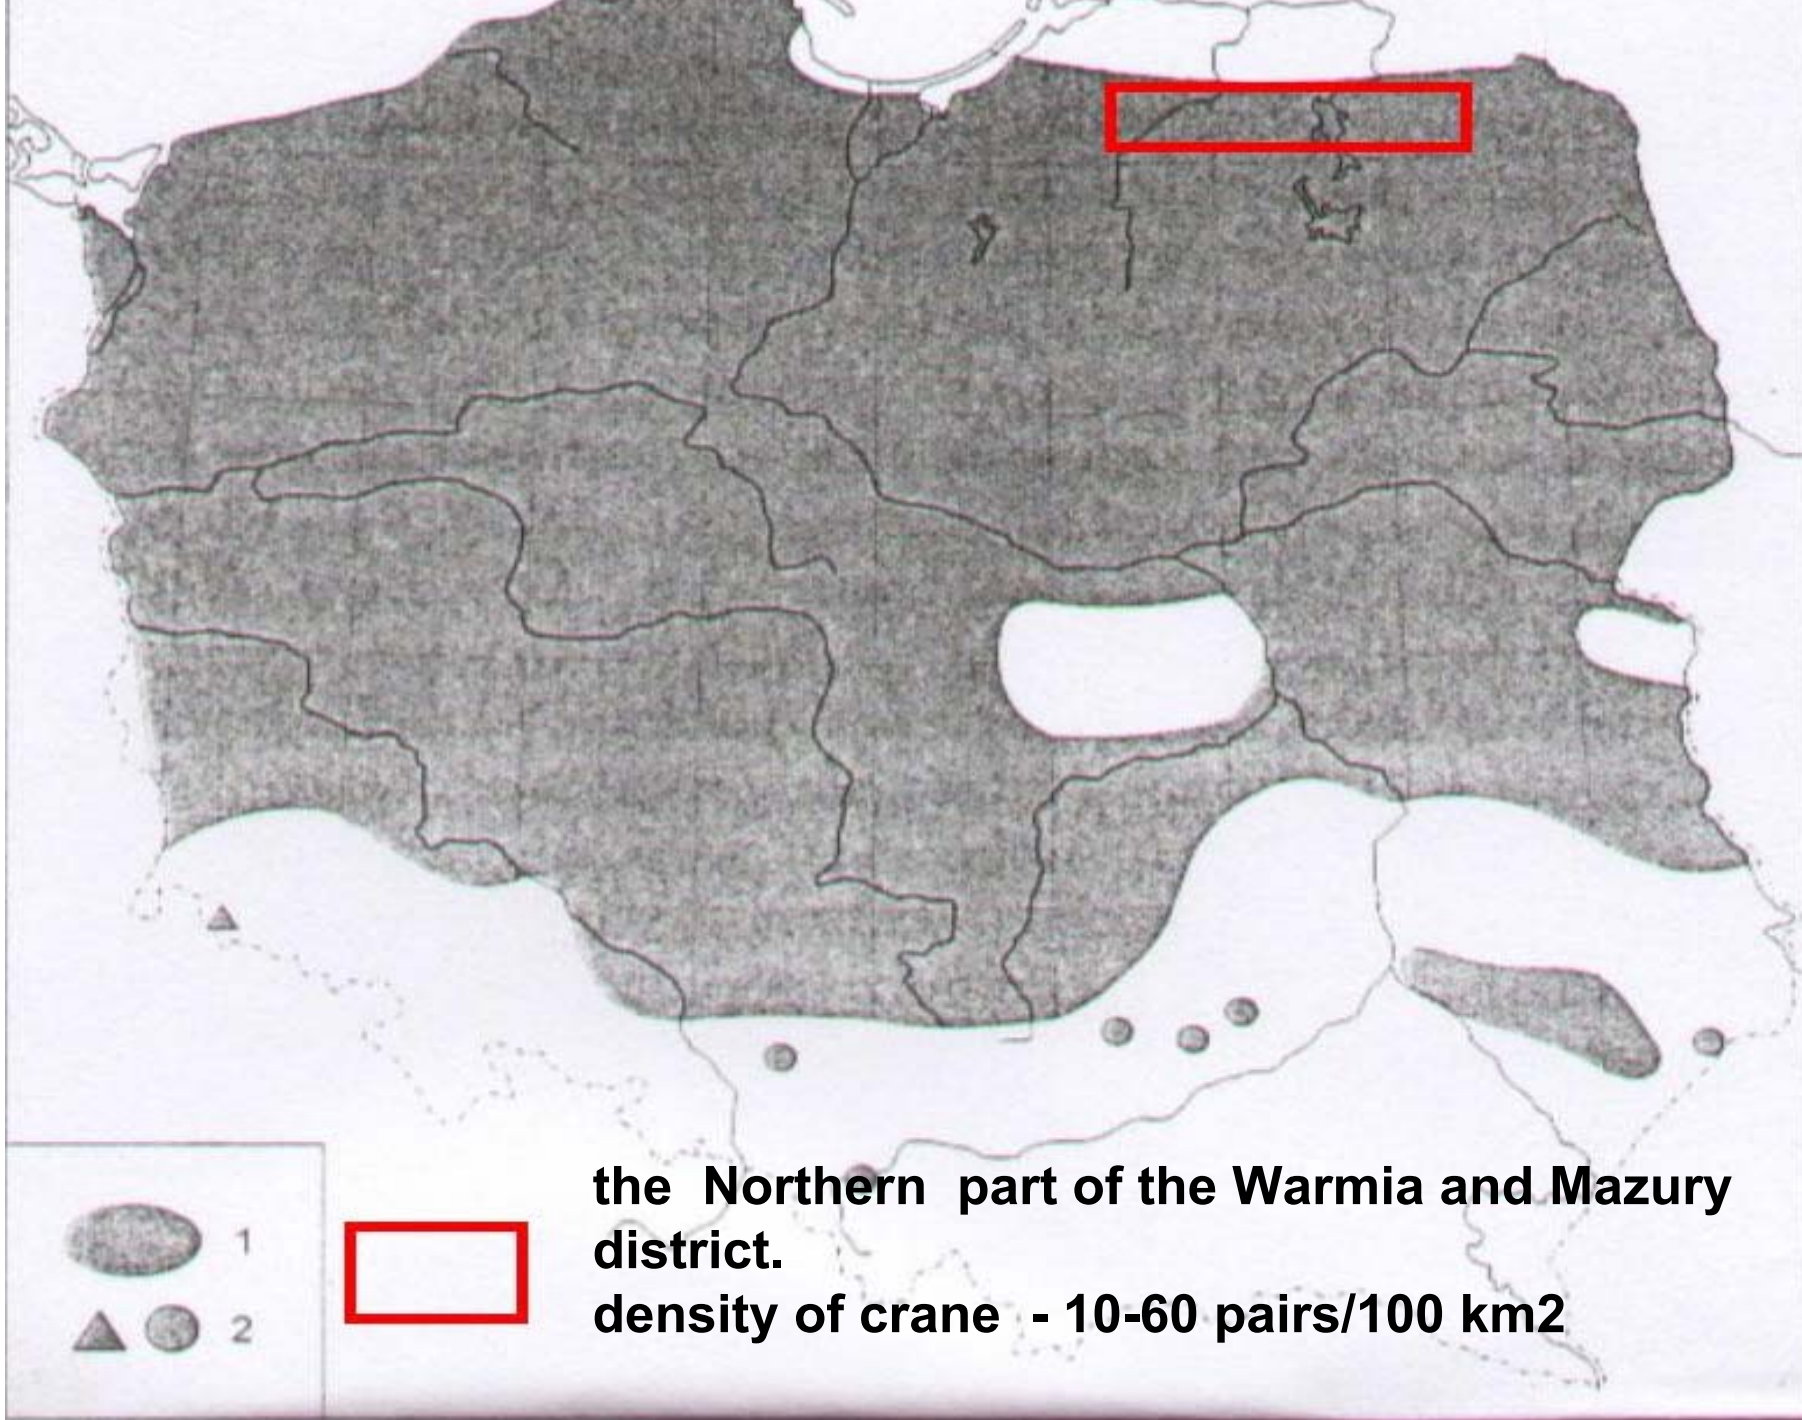 1
2
the Northern part of the Warmia and Mazury
district.
density of crane - 10-60 pairs/100 km2